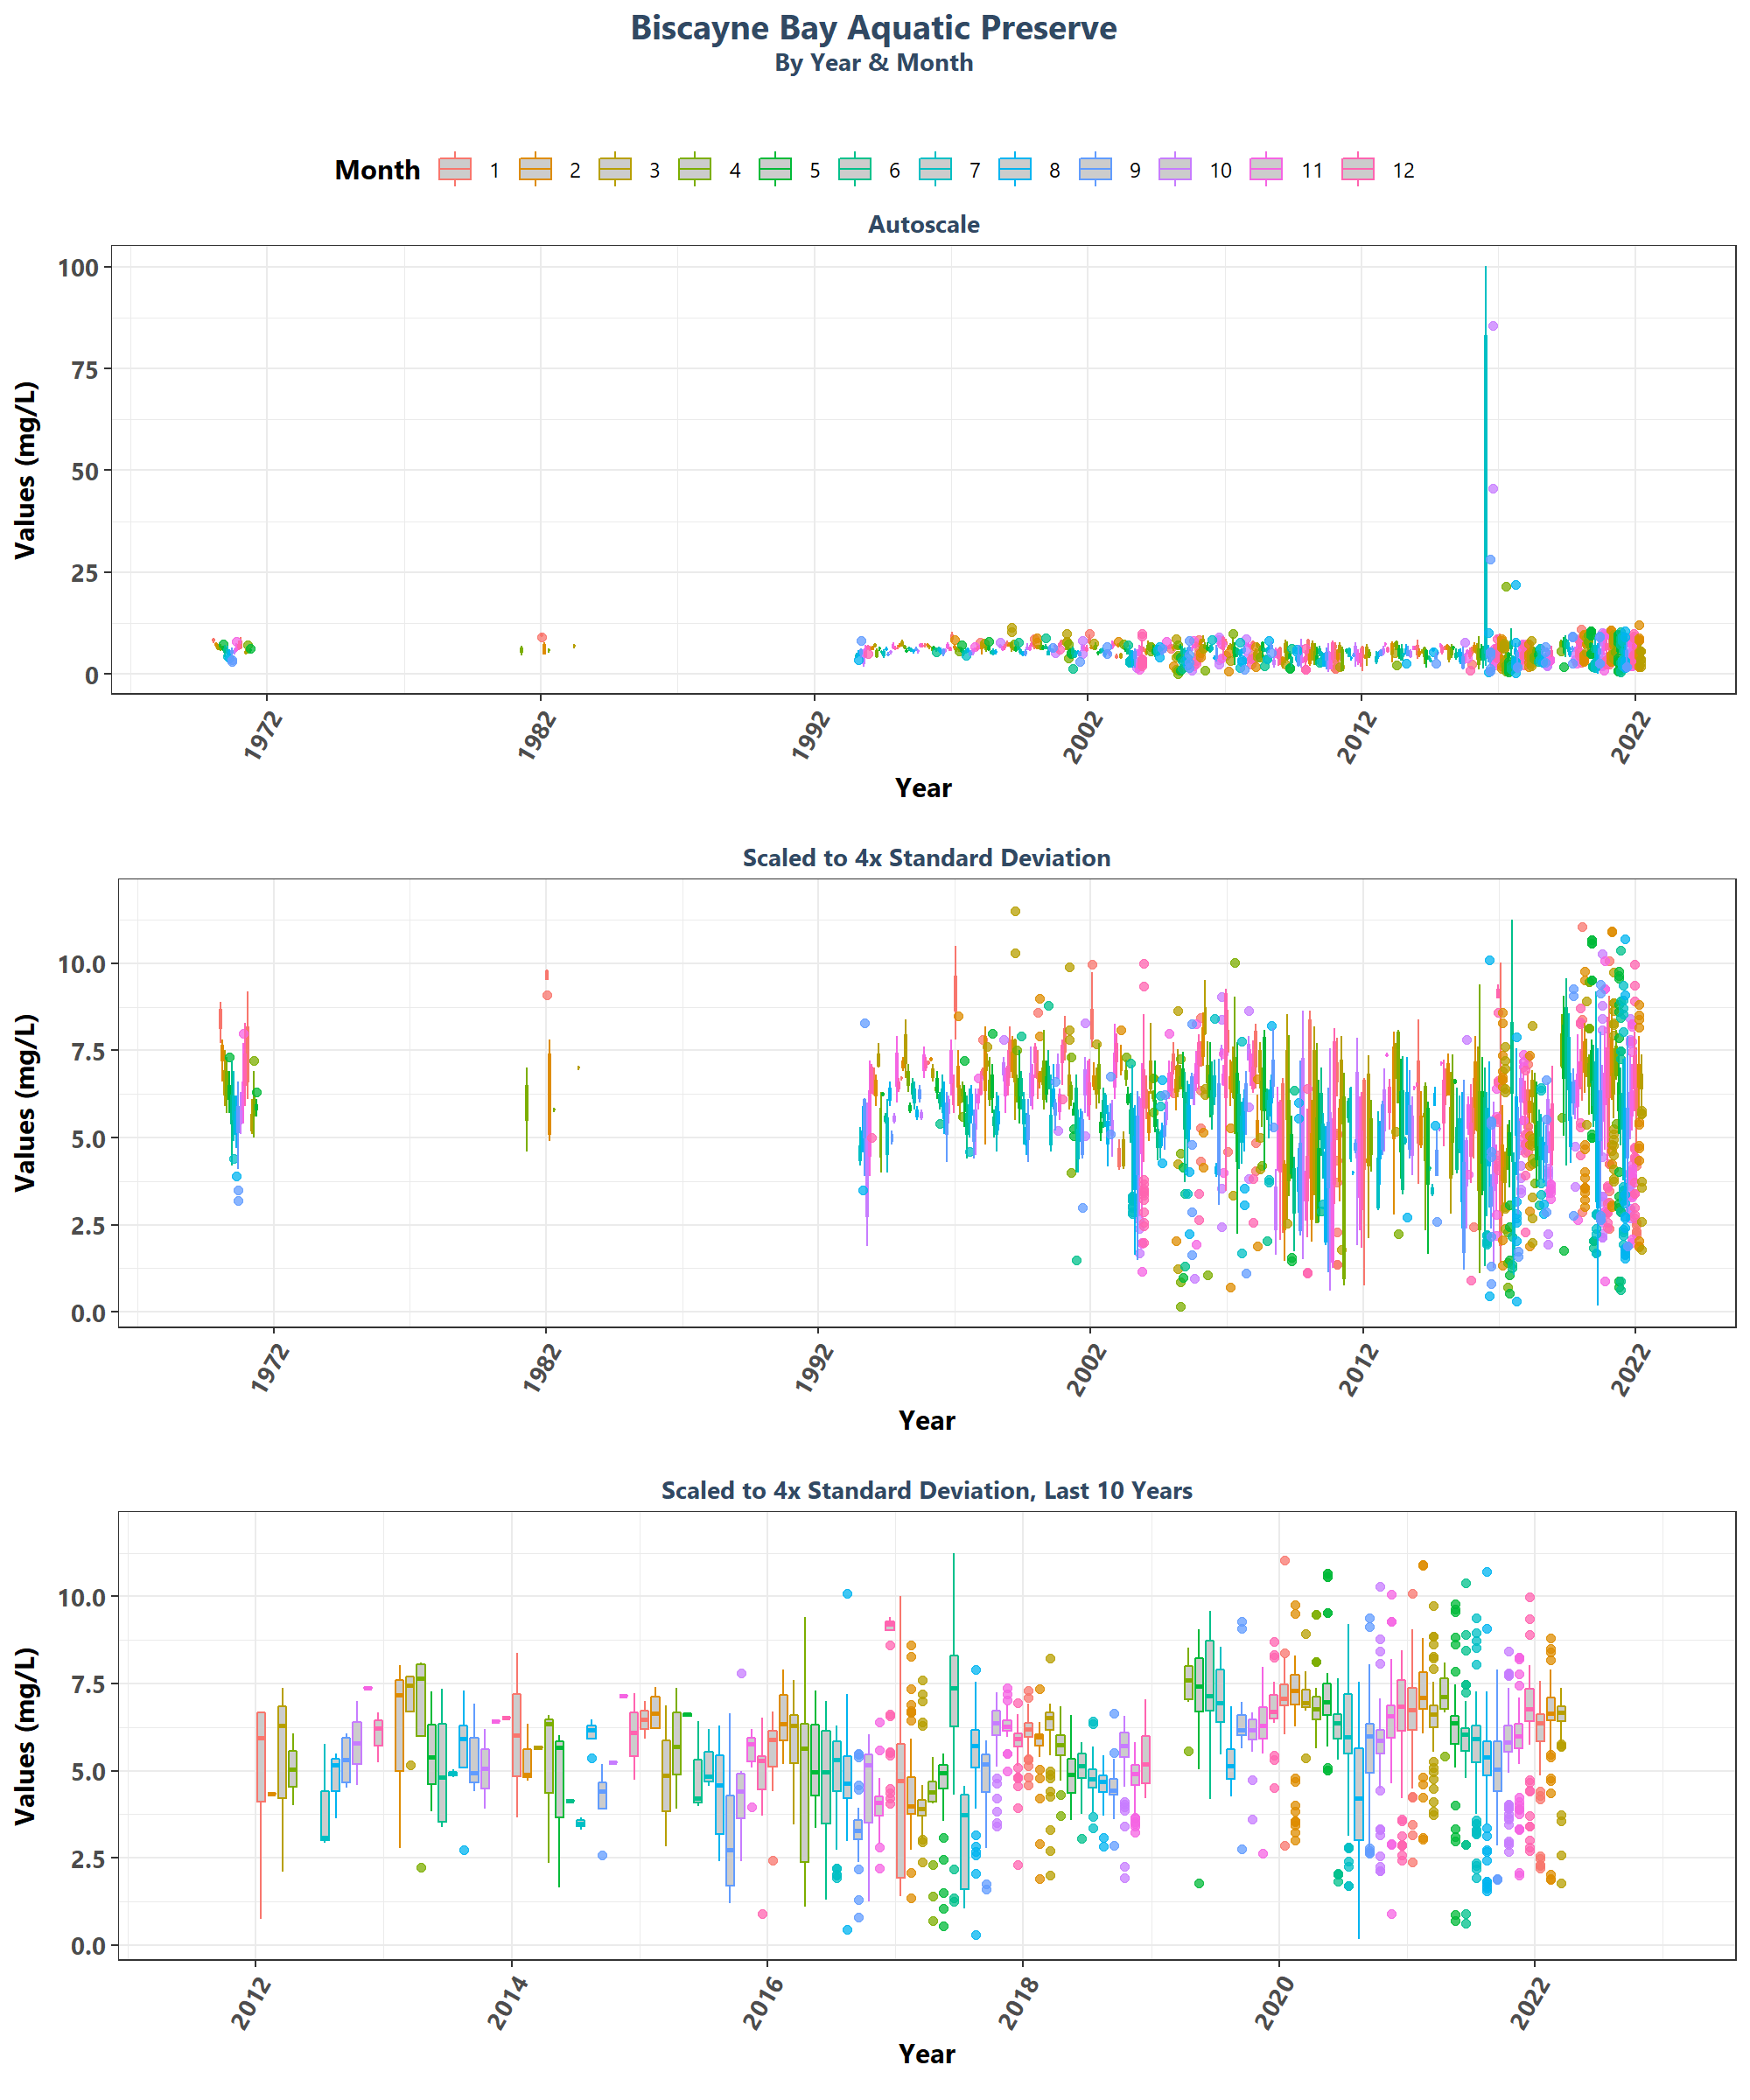 Biscayne Bay Aquatic Preserve
By Year & Month
Month 1 2 3 4 5 6 7 8 9 10 11 12
Autoscale
Values (mg/L)
100
75
50
25
0
1972 1982 1992 2002 2012 2022
Year
Scaled to 4x Standard Deviation
Values (mg/L)
10.0
7.5
5.0
2.5
0.0
1972 1982 1992 2002 2012 2022
Year
Scaled to 4x Standard Deviation, Last 10 Years
Values (mg/L)
10.0
7.5
5.0
2.5
0.0
2012 2014 2016 2018 2020 2022
Year